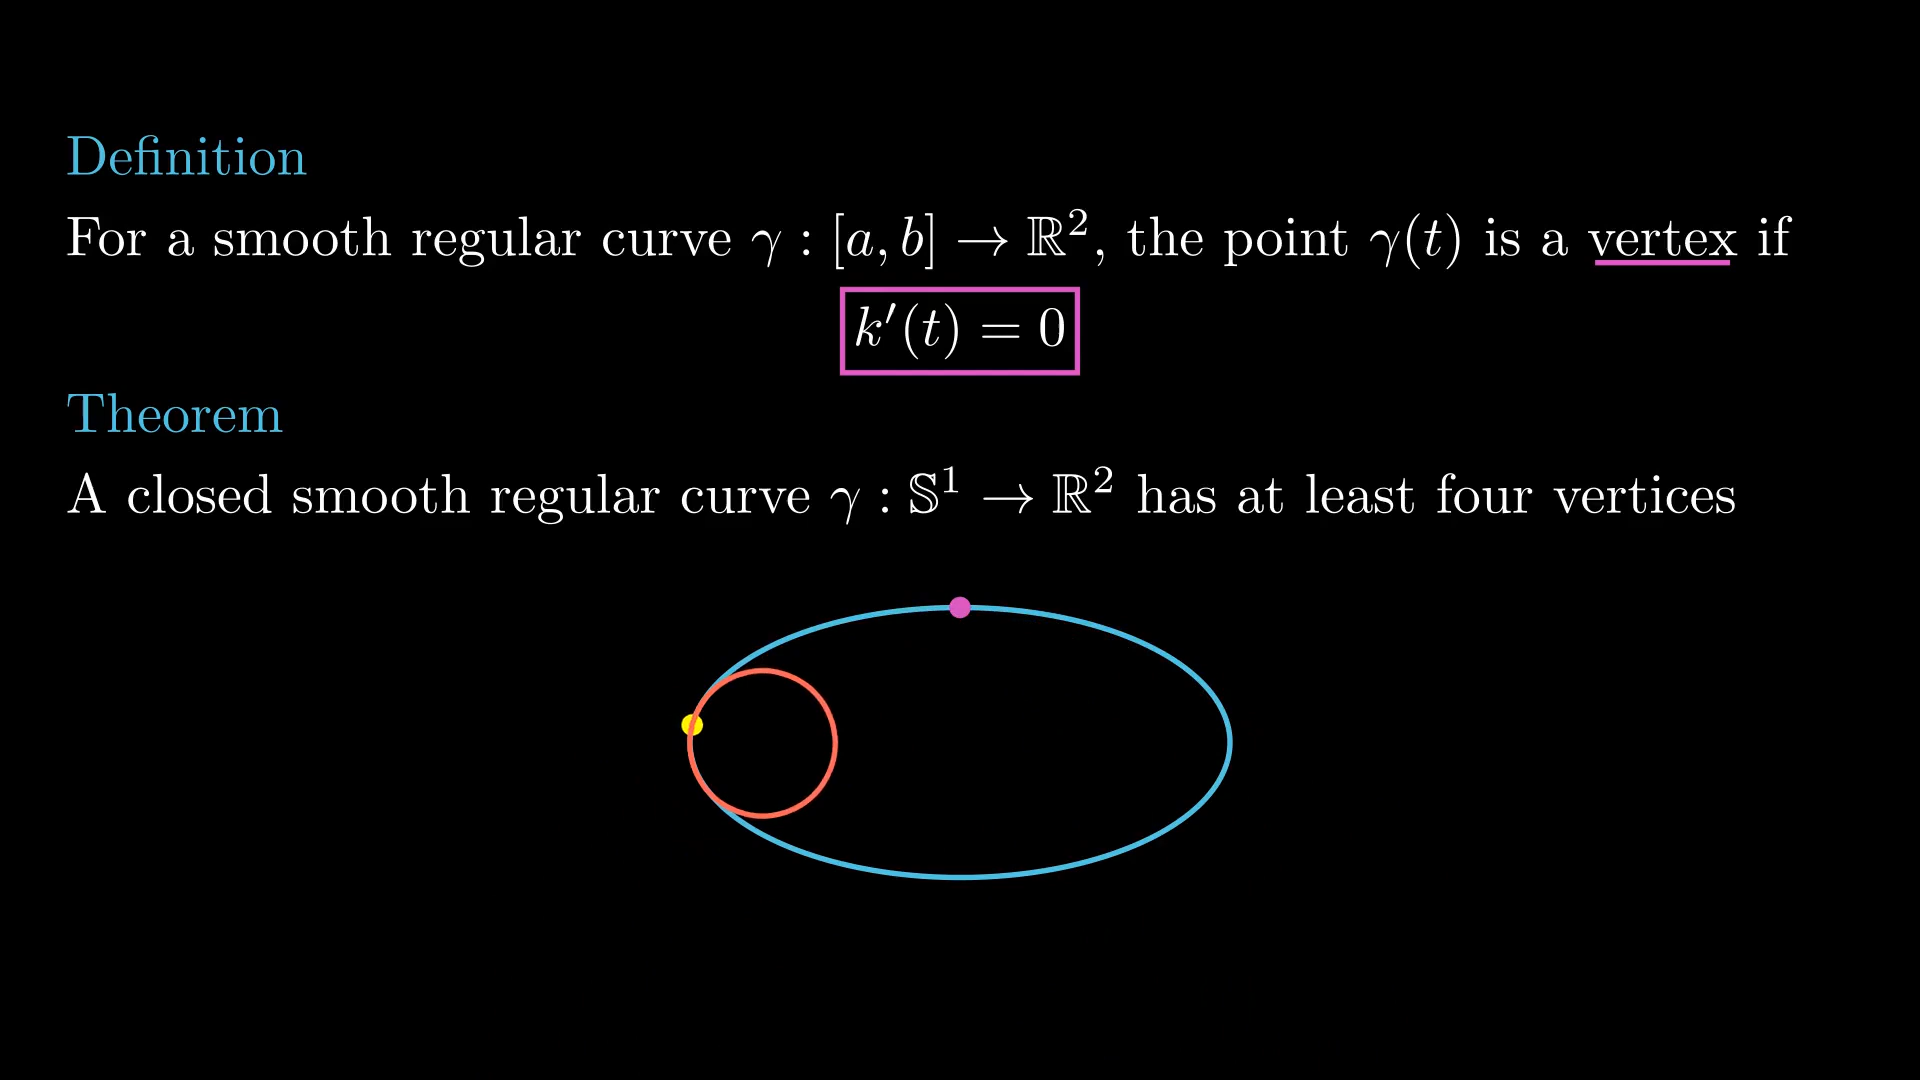 Definition
For a smooth regular curve γ : [a, b] → ℝ², the point γ(t) is a vertex if
k′(t) = 0
Theorem
A closed smooth regular curve γ : 𝕊¹ → ℝ² has at least four vertices